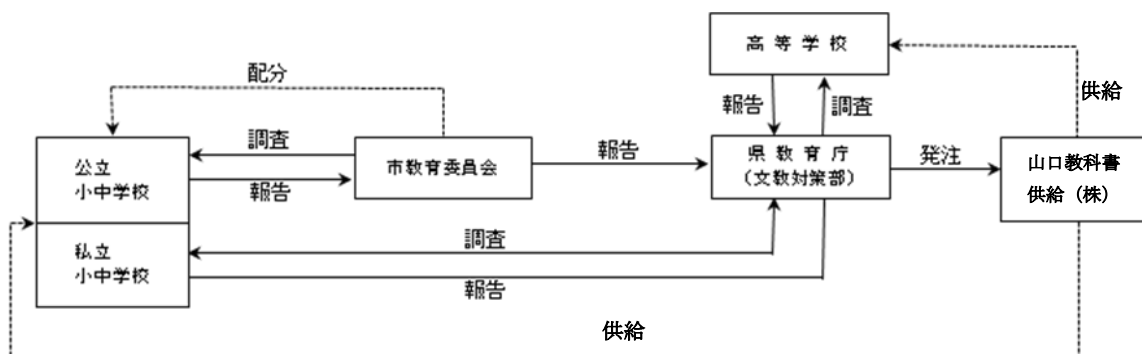 高等学校
配分
報告
調査
供給
公立
小中学校
調査
報告
市教育委員会
報告
県教育庁
(文教対策部)
発注
山口教科書
供給(株)
私立
小中学校
調査
報告
供給